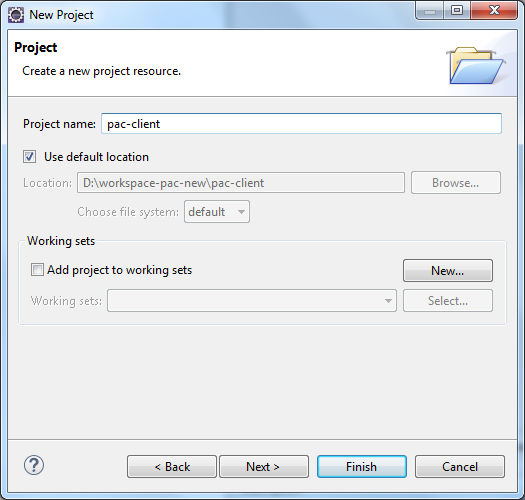 New Project
Project
Create a new project resource.
Project name: pac-client
Use default location
Location: D:\workspace-pac-new\pac-client Browse...
Choose file system: default
Working sets
Add project to working sets New...
Working sets: Select...
? < Back Next > Finish Cancel